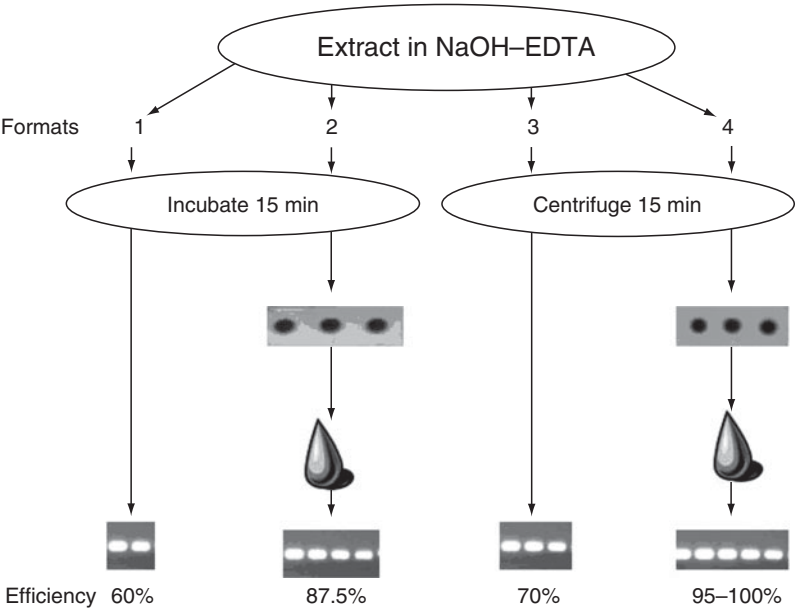 Extract in NaOH–EDTA
Formats 1 2 3 4
Incubate 15 min Centrifuge 15 min
Efficiency 60% 87.5% 70% 95–100%